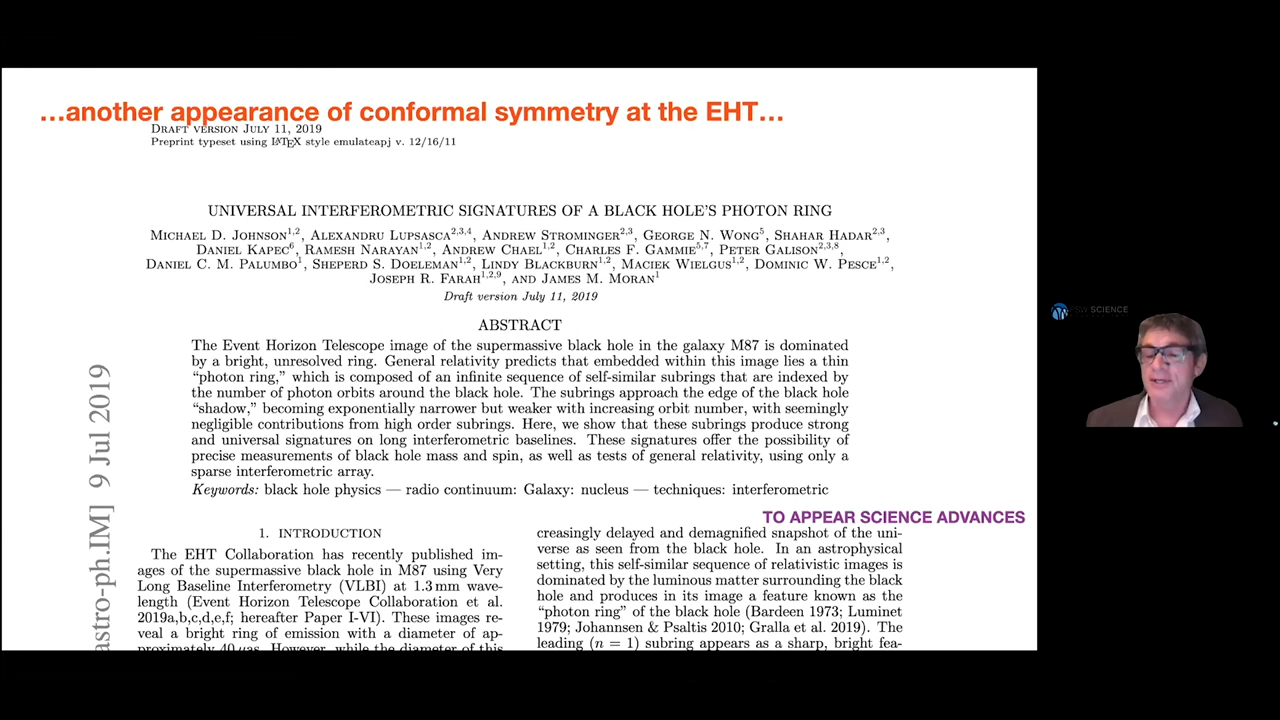 ...another appearance of conformal symmetry at the EHT...
DRAFT VERSION JULY 11, 2019
Preprint typeset using LATEX style emulateapj v. 12/16/11
UNIVERSAL INTERFEROMETRIC SIGNATURES OF A BLACK HOLE'S PHOTON RING
MICHAEL D. JOHNSON1,2, ALEXANDRU LUPSASCA2,3,4, ANDREW STROMINGER2,3, GEORGE N. WONG5, SHAHAR HADAR2,3,
DANIEL KAPEC6, RAMESH NARAYAN1,2, ANDREW CHAEL1,2, CHARLES F. GAMMIE5,7, PETER GALISON2,3,8,
DANIEL C. M. PALUMBO1, SHEPERD S. DOELEMAN1,2, LINDY BLACKBURN1,2, MACIEK WIELGUS1,2, DOMINIC W. PESCE1,2,
JOSEPH R. FARAH1,2,9, AND JAMES M. MORAN1
Draft version July 11, 2019
ABSTRACT
The Event Horizon Telescope image of the supermassive black hole in the galaxy M87 is dominated
by a bright, unresolved ring. General relativity predicts that embedded within this image lies a thin
“photon ring,” which is composed of an infinite sequence of self-similar subrings that are indexed by
the number of photon orbits around the black hole. The subrings approach the edge of the black hole
“shadow,” becoming exponentially narrower but weaker with increasing orbit number, with seemingly
negligible contributions from high order subrings. Here, we show that these subrings produce strong
and universal signatures on long interferometric baselines. These signatures offer the possibility of
precise measurements of black hole mass and spin, as well as tests of general relativity, using only a
sparse interferometric array.
Keywords: black hole physics — radio continuum: Galaxy: nucleus — techniques: interferometric
TO APPEAR SCIENCE ADVANCES
1. INTRODUCTION
The EHT Collaboration has recently published im-
ages of the supermassive black hole in M87 using Very
Long Baseline Interferometry (VLBI) at 1.3 mm wave-
length (Event Horizon Telescope Collaboration et al.
2019a,b,c,d,e,f; hereafter Paper I-VI). These images re-
veal a bright ring of emission with a diameter of ap-
proximately 40 μas. However, while the diameter of this
creasingly delayed and demagnified snapshot of the uni-
verse as seen from the black hole. In an astrophysical
setting, this self-similar sequence of relativistic images is
dominated by the luminous matter surrounding the black
hole and produces in its image a feature known as the
“photon ring” of the black hole (Bardeen 1973; Luminet
1979; Johannsen & Psaltis 2010; Gralla et al. 2019). The
leading (n = 1) subring appears as a sharp, bright fea-
astro-ph.IM] 9 Jul 2019
SCIENCE